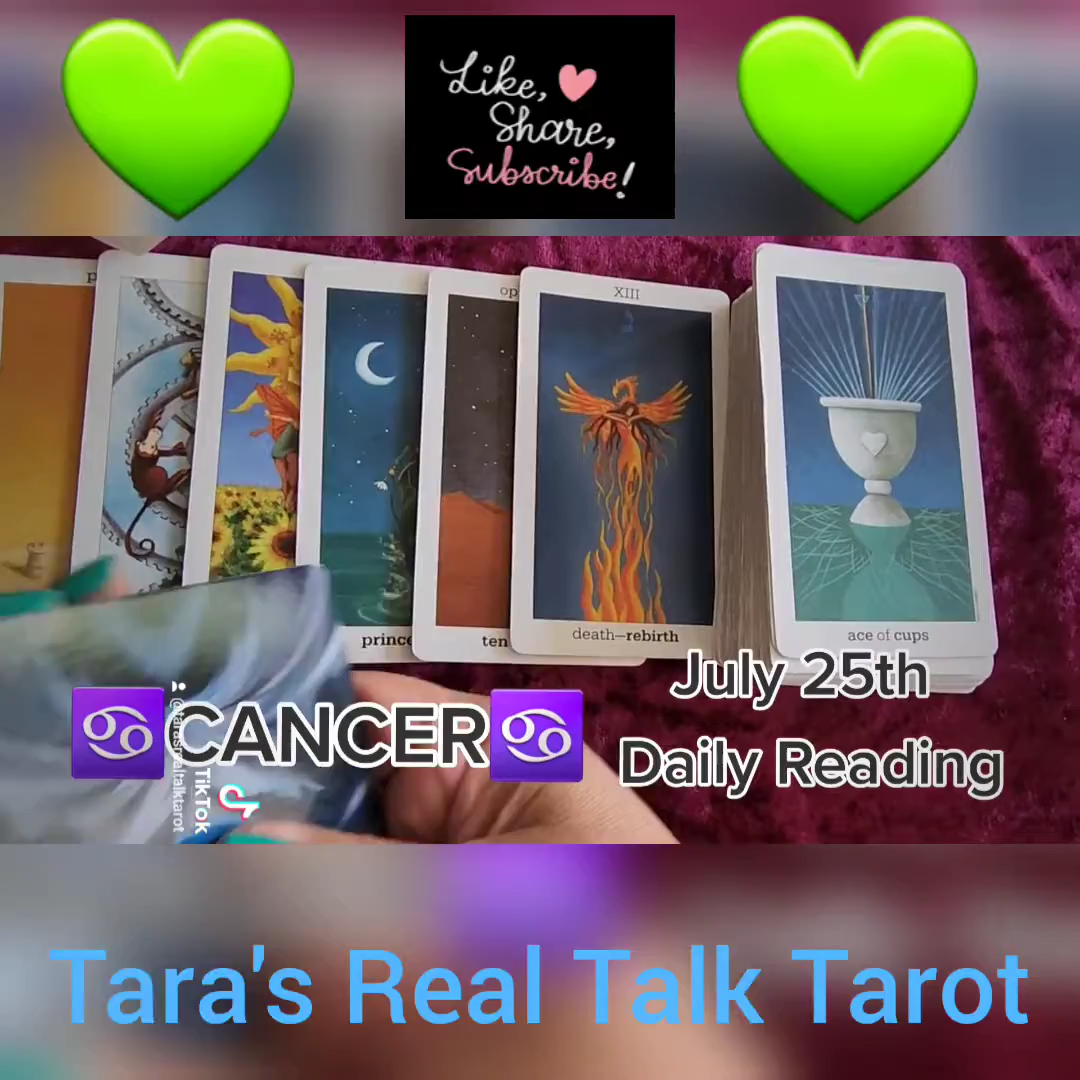 Like,
Share,
Subscribe!
XIII
death—rebirth
ace of cups
ten
♋CANCER♋
July 25th
Daily Reading
TikTok
@tarasrealtalktarot
Tara's Real Talk Tarot